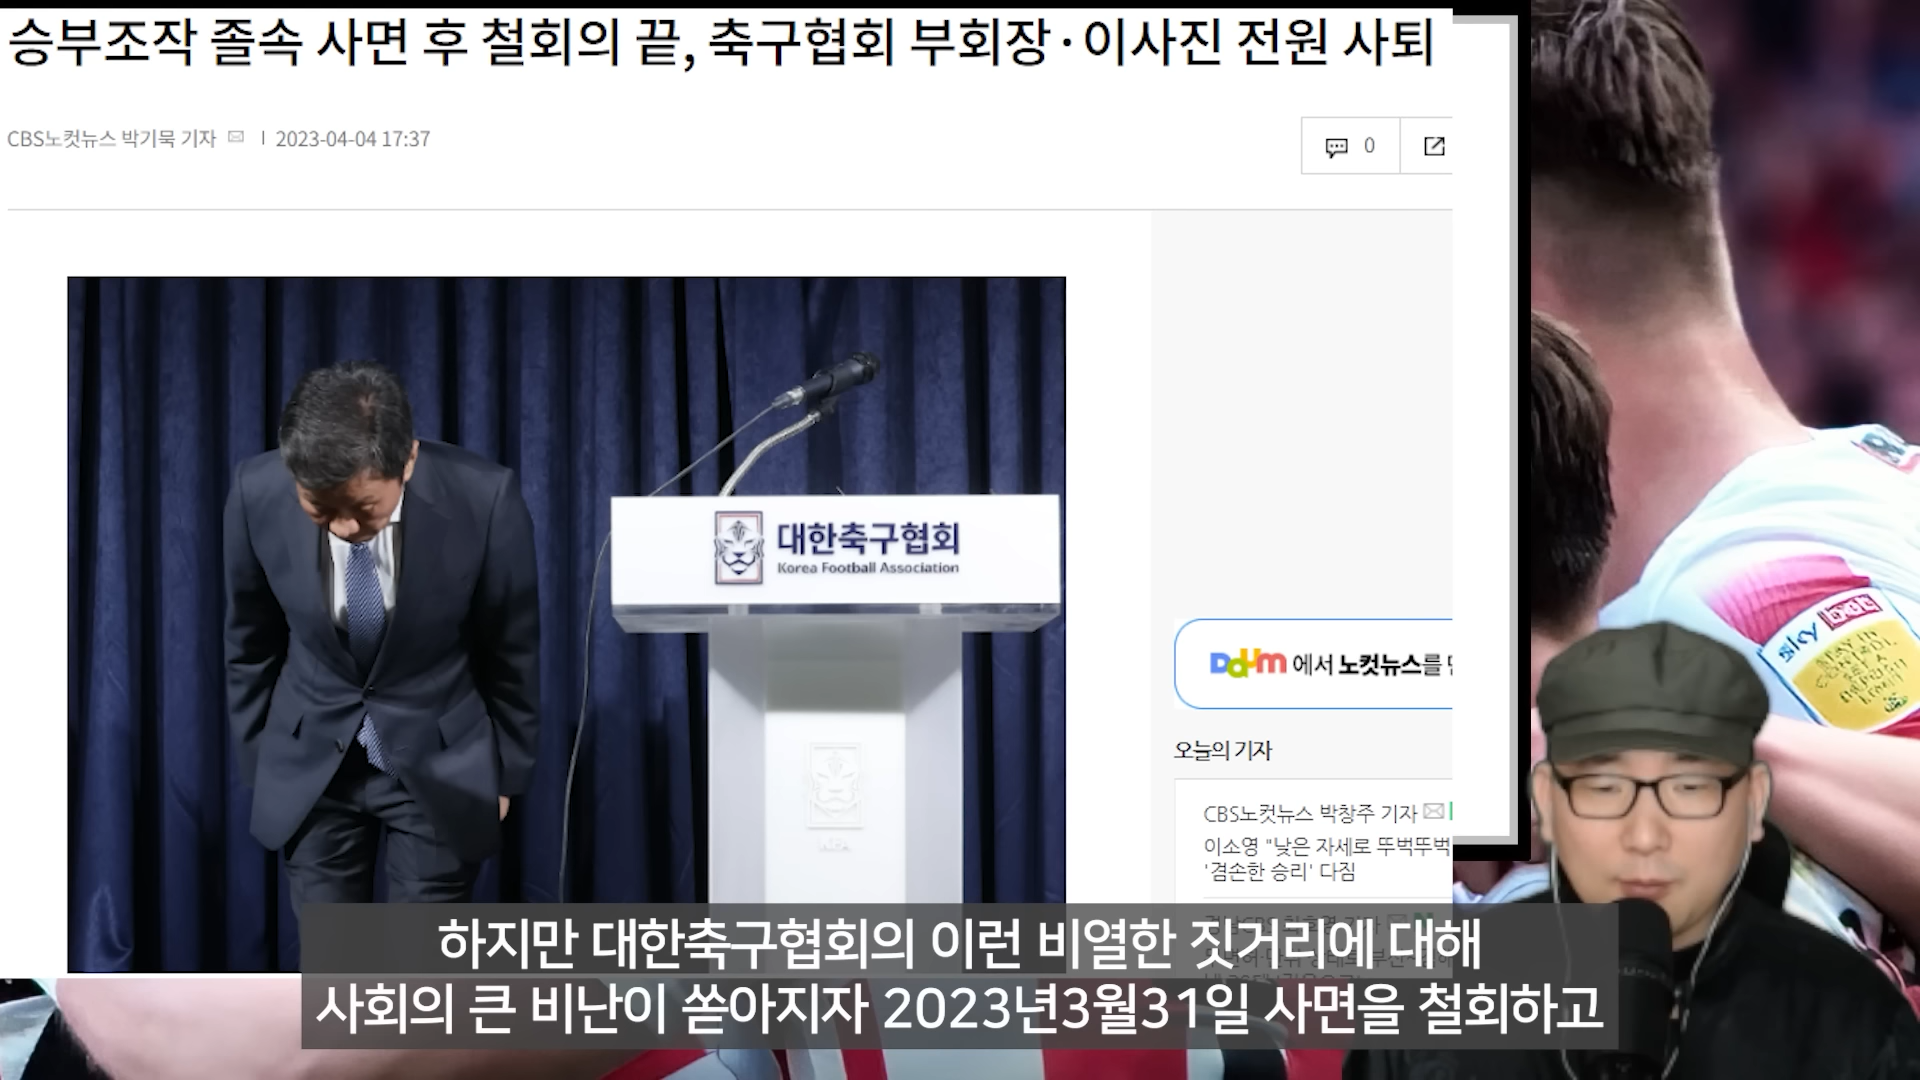 승부조작 졸속 사면 후 철회의 끝, 축구협회 부회장·이사진 전원 사퇴
CBS노컷뉴스 박기묵 기자 2023-04-04 17:37
0
대한축구협회
Korea Football Association
KFA
sky bet
Daum에서 노컷뉴스를
오늘의 기자
CBS노컷뉴스 박창주 기자
이소영 "낮은 자세로 뚜벅뚜벅
'겸손한 승리' 다짐
하지만 대한축구협회의 이런 비열한 짓거리에 대해
사회의 큰 비난이 쏟아지자 2023년3월31일 사면을 철회하고